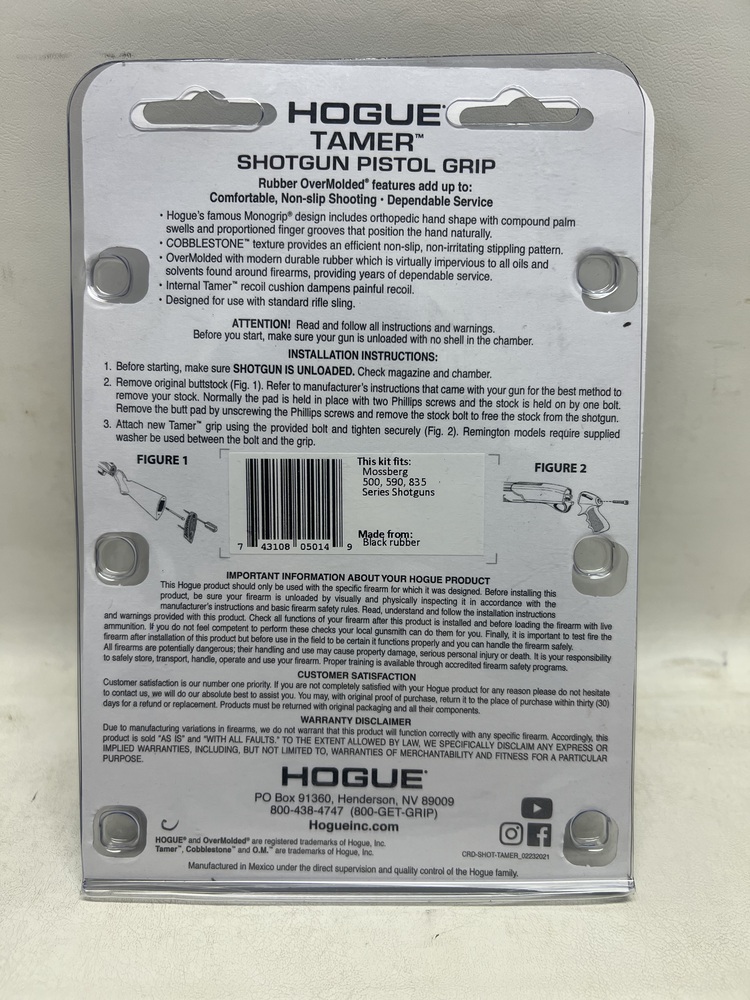 HOGUE®
TAMER™
SHOTGUN PISTOL GRIP
Rubber OverMolded® features add up to:
Comfortable, Non-slip Shooting • Dependable Service
• Hogue's famous Monogrip® design includes orthopedic hand shape with compound palm
swells and proportioned finger grooves that position the hand naturally.
• COBBLESTONE™ texture provides an efficient non-slip, non-irritating stippling pattern.
• OverMolded with modern durable rubber which is virtually impervious to all oils and
solvents found around firearms, providing years of dependable service.
• Internal Tamer™ recoil cushion dampens painful recoil.
• Designed for use with standard rifle sling.
ATTENTION! Read and follow all instructions and warnings.
Before you start, make sure your gun is unloaded with no shell in the chamber.
INSTALLATION INSTRUCTIONS:
1. Before starting, make sure SHOTGUN IS UNLOADED. Check magazine and chamber.
2. Remove original buttstock (Fig. 1). Refer to manufacturer's instructions that came with your gun for the best method to
remove your stock. Normally the pad is held in place with two Phillips screws and the stock is held on by one bolt.
Remove the butt pad by unscrewing the Phillips screws and remove the stock bolt to free the stock from the shotgun.
3. Attach new Tamer™ grip using the provided bolt and tighten securely (Fig. 2). Remington models require supplied
washer be used between the bolt and the grip.
FIGURE 1
This kit fits:
Mossberg
500, 590, 835
Series Shotguns
Made from:
Black rubber
7 43108 05014 9
FIGURE 2
IMPORTANT INFORMATION ABOUT YOUR HOGUE PRODUCT
This Hogue product should only be used with the specific firearm for which it was designed. Before installing this
product, be sure your firearm is unloaded by visually and physically inspecting it in accordance with the
manufacturer's instructions and basic firearm safety rules. Read, understand and follow the installation instructions
and warnings provided with this product. Check all functions of your firearm after this product is installed and before loading the firearm with live
ammunition. If you do not feel competent to perform these checks your local gunsmith can do them for you. Finally, it is important to test fire the
firearm after installation of this product but before use in the field to be certain it functions properly and you can handle the firearm safely.
All firearms are potentially dangerous; their handling and use may cause property damage, serious personal injury or death. It is your responsibility
to safely store, transport, handle, operate and use your firearm. Proper training is available through accredited firearm safety programs.
CUSTOMER SATISFACTION
Customer satisfaction is our number one priority. If you are not completely satisfied with your Hogue product for any reason please do not hesitate
to contact us, we will do our absolute best to assist you. You may, with original proof of purchase, return it to the place of purchase within thirty (30)
days for a refund or replacement. Products must be returned with original packaging and all their components.
WARRANTY DISCLAIMER
Due to manufacturing variations in firearms, we do not warrant that this product will function correctly with any specific firearm. Accordingly, this
product is sold "AS IS" and "WITH ALL FAULTS." TO THE EXTENT ALLOWED BY LAW, WE SPECIFICALLY DISCLAIM ANY EXPRESS OR
IMPLIED WARRANTIES, INCLUDING, BUT NOT LIMITED TO, WARRANTIES OF MERCHANTABILITY AND FITNESS FOR A PARTICULAR
PURPOSE.
HOGUE®
PO Box 91360, Henderson, NV 89009
800-438-4747 (800-GET-GRIP)
Hogueinc.com
HOGUE® and OverMolded® are registered trademarks of Hogue, Inc.
Tamer™, Cobblestone™ and O.M.™ are trademarks of Hogue, Inc.
CRD-SHOT-TAMER_02232021
Manufactured in Mexico under the direct supervision and quality control of the Hogue family.